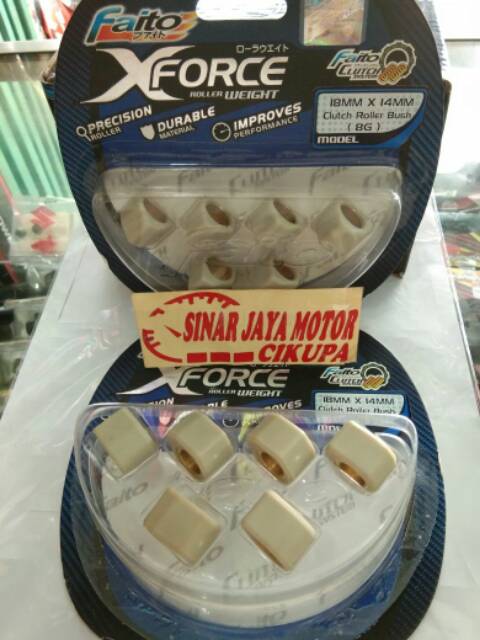 Faito
ファイト
XFORCE
ローラウエイト
ROLLER WEIGHT
PRECISION
ROLLER
DURABLE
MATERIAL
IMPROVES
PERFORMANCE
Faito
CLUTCH
SYSTEM
18MM X 14MM
Clutch Roller Bush
( 8G )
MODEL
SINAR JAYA MOTOR
CIKUPA
XFORCE
ROLLER WEIGHT
Faito
CLUTCH
18MM X 14MM
Clutch Roller Bush